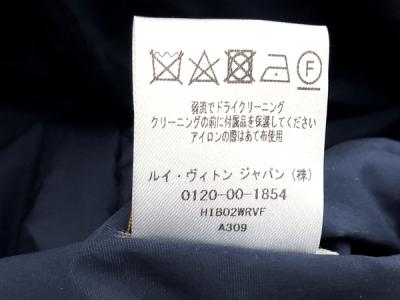 F
弱流でドライクリーニング
クリーニングの前に付属品を保護してください
アイロンの際はあて布使用
ルイ・ヴィトン ジャパン (株)
0120-00-1854
HIB02WRVF
A309